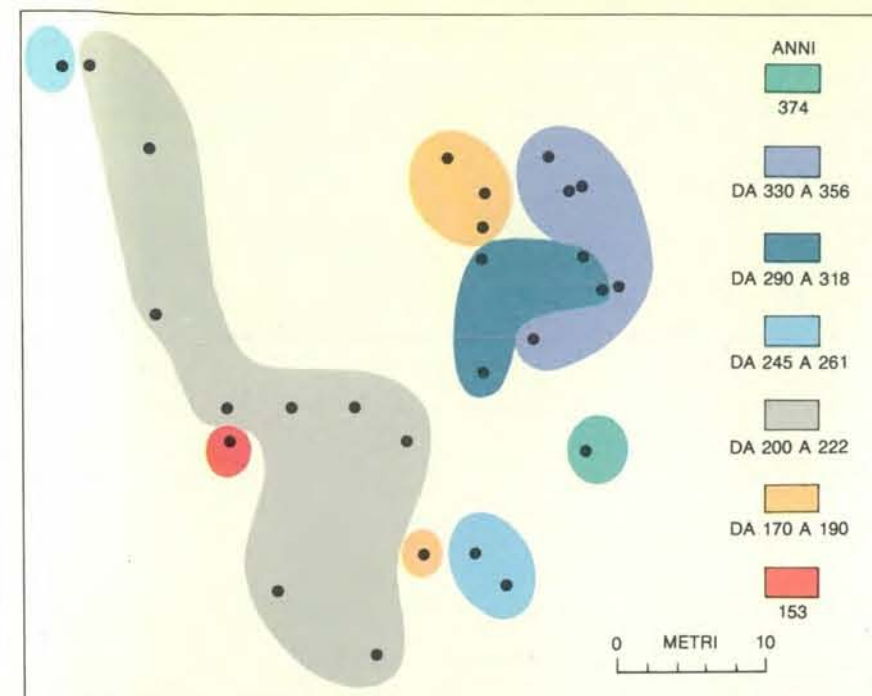 ANNI
374
DA 330 A 356
DA 290 A 318
DA 245 A 261
DA 200 A 222
DA 170 A 190
153
0 METRI 10